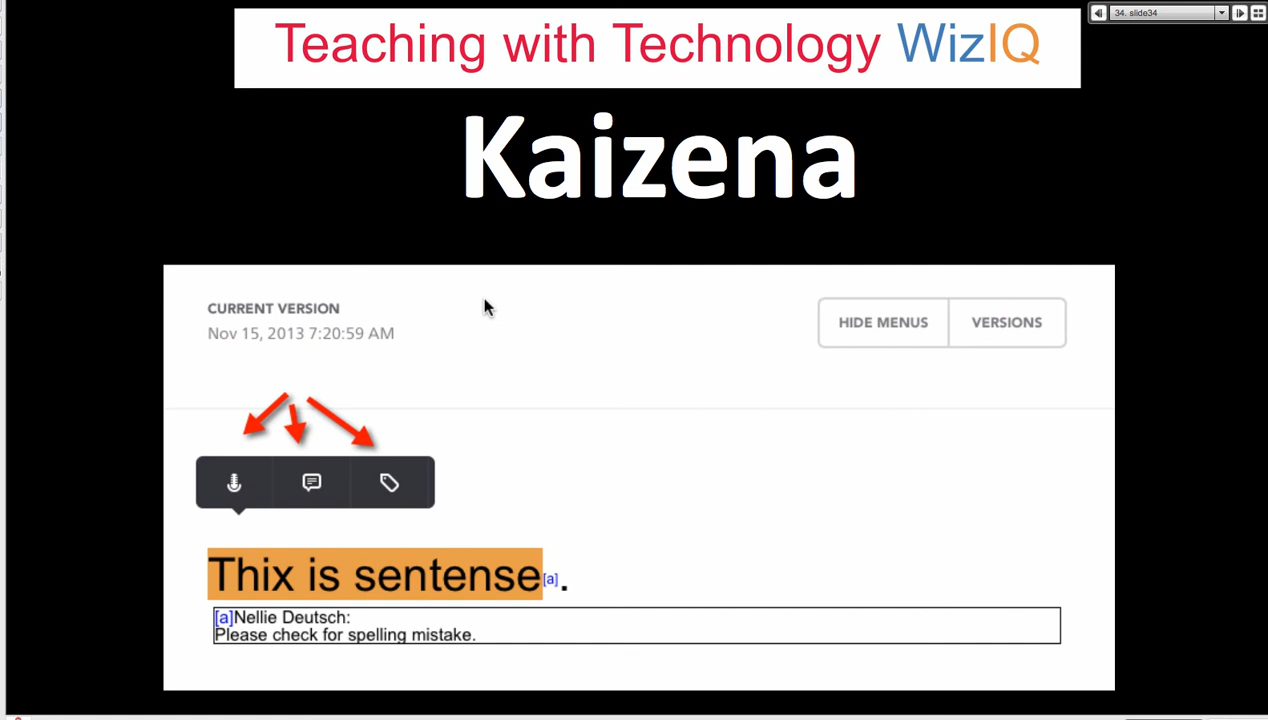 34. slide34
Teaching with Technology WizIQ
Kaizena
CURRENT VERSION
Nov 15, 2013 7:20:59 AM
HIDE MENUS
VERSIONS
Thix is sentense[a].
[a]Nellie Deutsch:
Please check for spelling mistake.